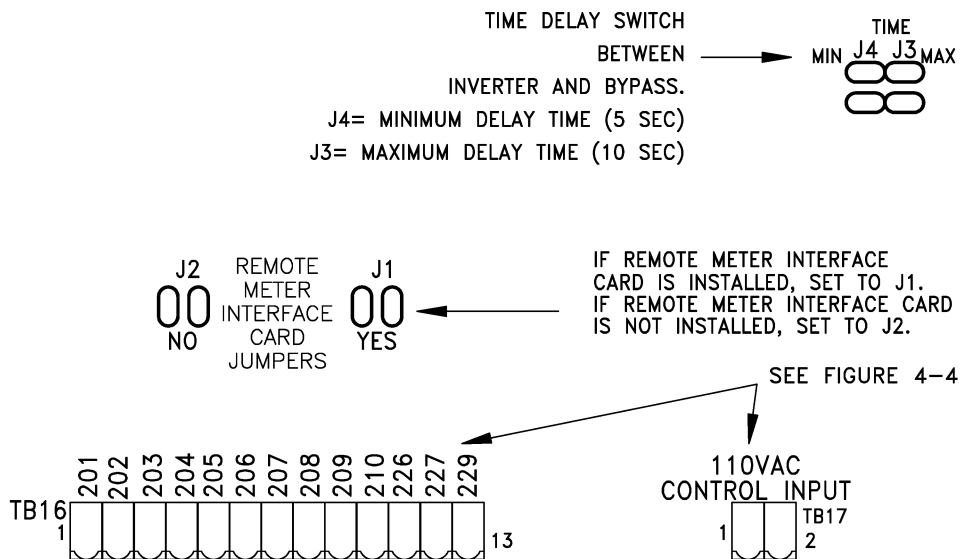 TIME DELAY SWITCH
BETWEEN
INVERTER AND BYPASS.
J4= MINIMUM DELAY TIME (5 SEC)
J3= MAXIMUM DELAY TIME (10 SEC)
TIME
MIN J4 J3 MAX
J2
NO
REMOTE
METER
INTERFACE
CARD
JUMPERS
J1
YES
IF REMOTE METER INTERFACE
CARD IS INSTALLED, SET TO J1.
IF REMOTE METER INTERFACE CARD
IS NOT INSTALLED, SET TO J2.
SEE FIGURE 4-4
201 202 203 204 205 206 207 208 209 210 226 227 229
TB16
1
13
110VAC
CONTROL INPUT
TB17
1
2